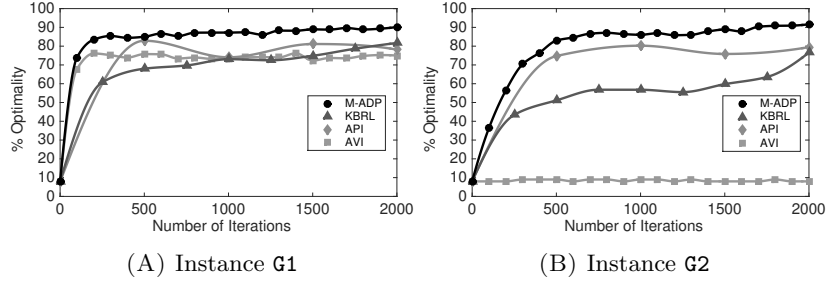 100
90
80
70
60
50
40
30
20
10
0
% Optimality
0 500 1000 1500 2000
Number of Iterations
M-ADP
KBRL
API
AVI
(A) Instance G1
100
90
80
70
60
50
40
30
20
10
0
% Optimality
0 500 1000 1500 2000
Number of Iterations
M-ADP
KBRL
API
AVI
(B) Instance G2